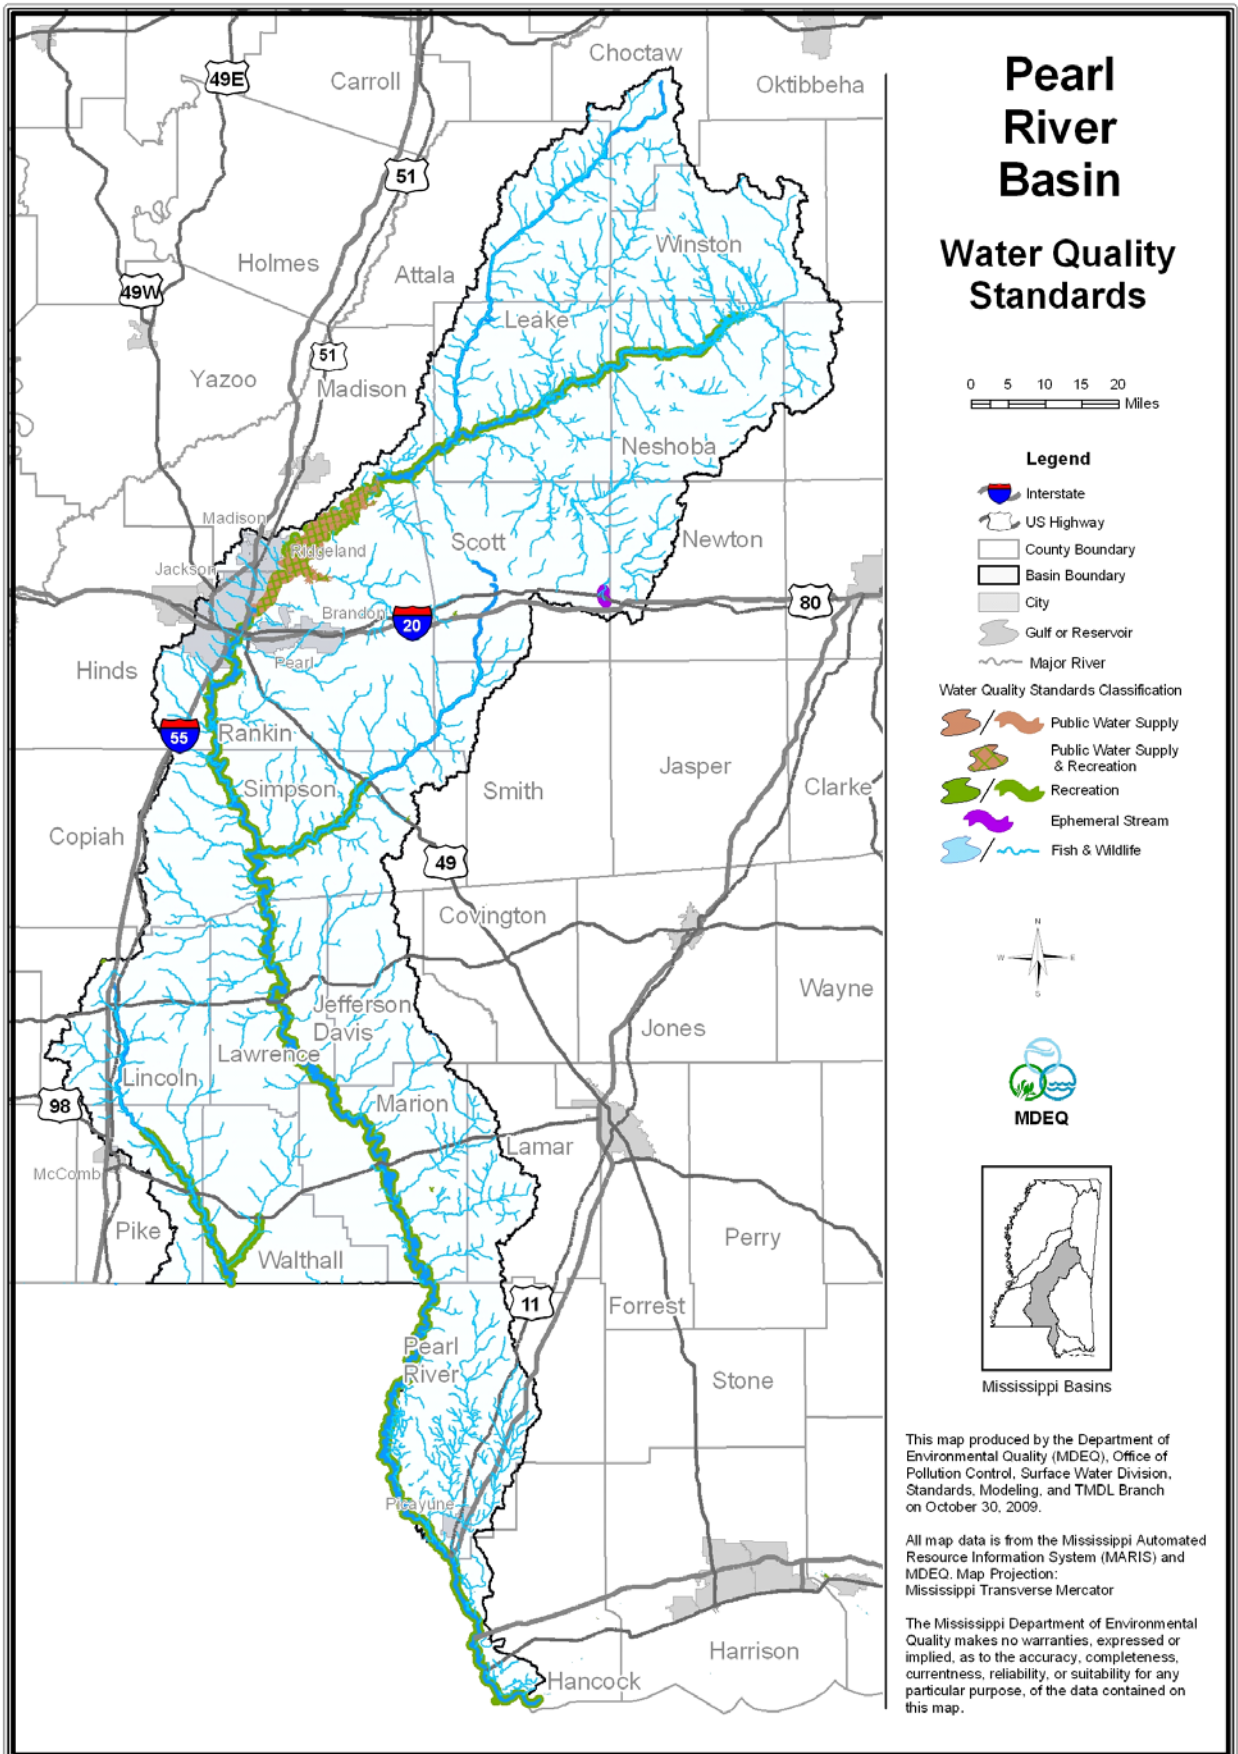 Pearl
River
Basin
Water Quality
Standards
0 5 10 15 20
Miles
Legend
Interstate
US Highway
County Boundary
Basin Boundary
City
Gulf or Reservoir
Major River
Water Quality Standards Classification
Public Water Supply
Public Water Supply
& Recreation
Recreation
Ephemeral Stream
Fish & Wildlife
N
W
E
S
MDEQ
Mississippi Basins
This map produced by the Department of
Environmental Quality (MDEQ), Office of
Pollution Control, Surface Water Division,
Standards, Modeling, and TMDL Branch
on October 30, 2009.
All map data is from the Mississippi Automated
Resource Information System (MARIS) and
MDEQ. Map Projection:
Mississippi Transverse Mercator
The Mississippi Department of Environmental
Quality makes no warranties, expressed or
implied, as to the accuracy, completeness,
currentness, reliability, or suitability for any
particular purpose, of the data contained on
this map.
Choctaw
49E
Carroll
Oktibbeha
51
Winston
Holmes
Attala
49W
Leake
51
Yazoo
Madison
Neshoba
Madison
Scott
Newton
Ridgeland
Jackson
80
Brandon
20
Pearl
Hinds
55
Rankin
Jasper
Simpson
Smith
Clarke
Copiah
49
Covington
Wayne
Jefferson
Davis
Jones
Lawrence
Lincoln
98
Marion
Lamar
McComb
Pike
Perry
Walthall
11
Forrest
Pearl
River
Stone
Picayune
Harrison
Hancock